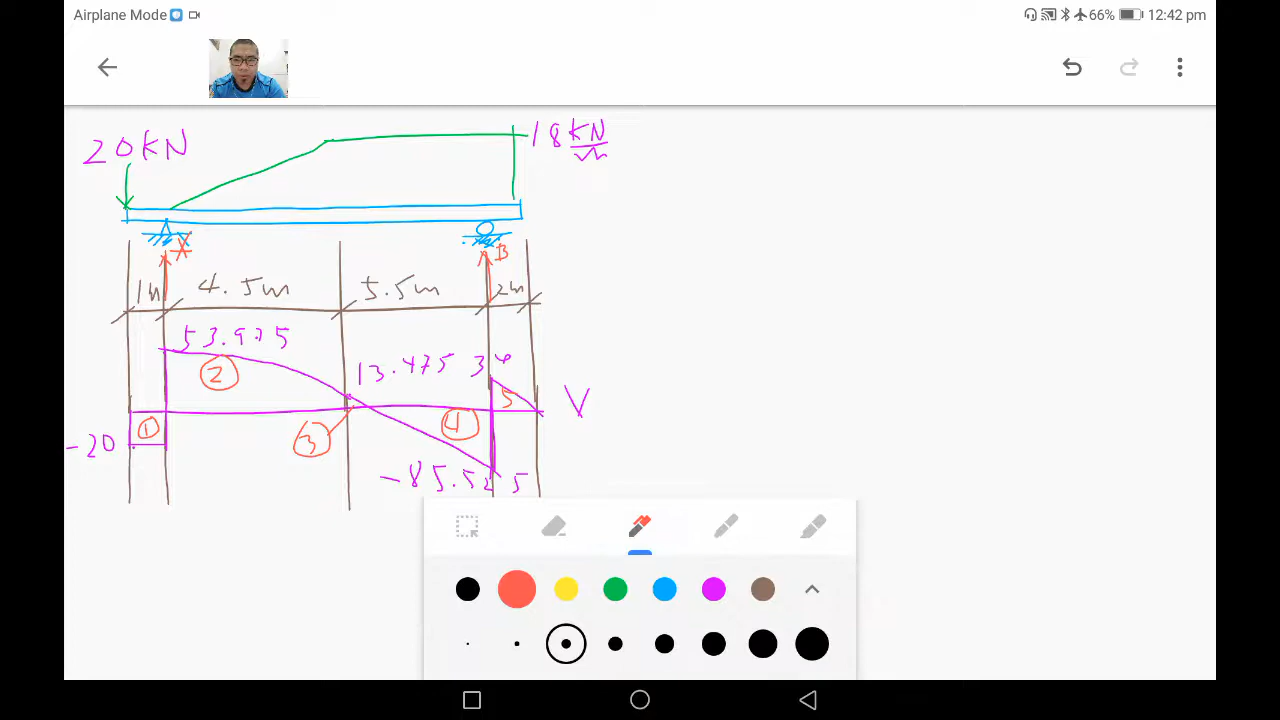 Airplane Mode
66%
12:42 pm
20KN
18 KN/m
A
B
1m
4.5m
5.5m
2m
53.975
13.475
36
2
V
5
1
4
3
-20
-85.525